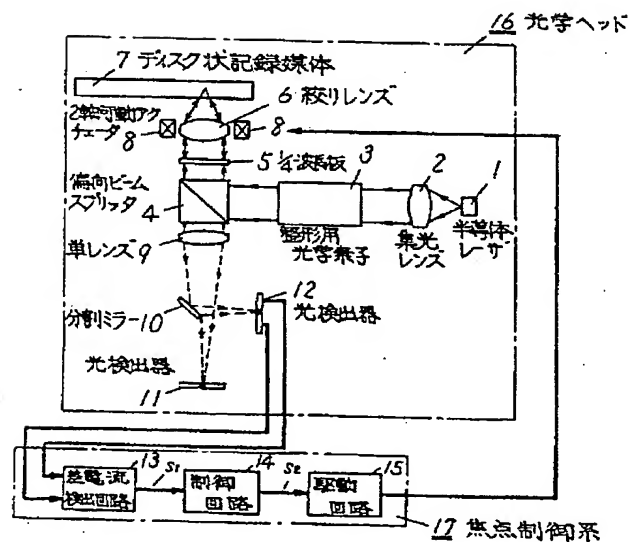 16 光学ヘッド
7 ディスク状記録媒体
2軸可動アク
チュータ
8
6 絞りレンズ
8
5 1/4波長板
偏向ビーム
スプリッタ
4
3
2
1
整形用
光学素子
集光
レンズ
半導体
レーザ
単レンズ 9
分割ミラー 10
12
光検出器
光検出器
11
13
差電流
検出回路
S1
14
制御
回路
S2
15
駆動
回路
17 焦点制御系